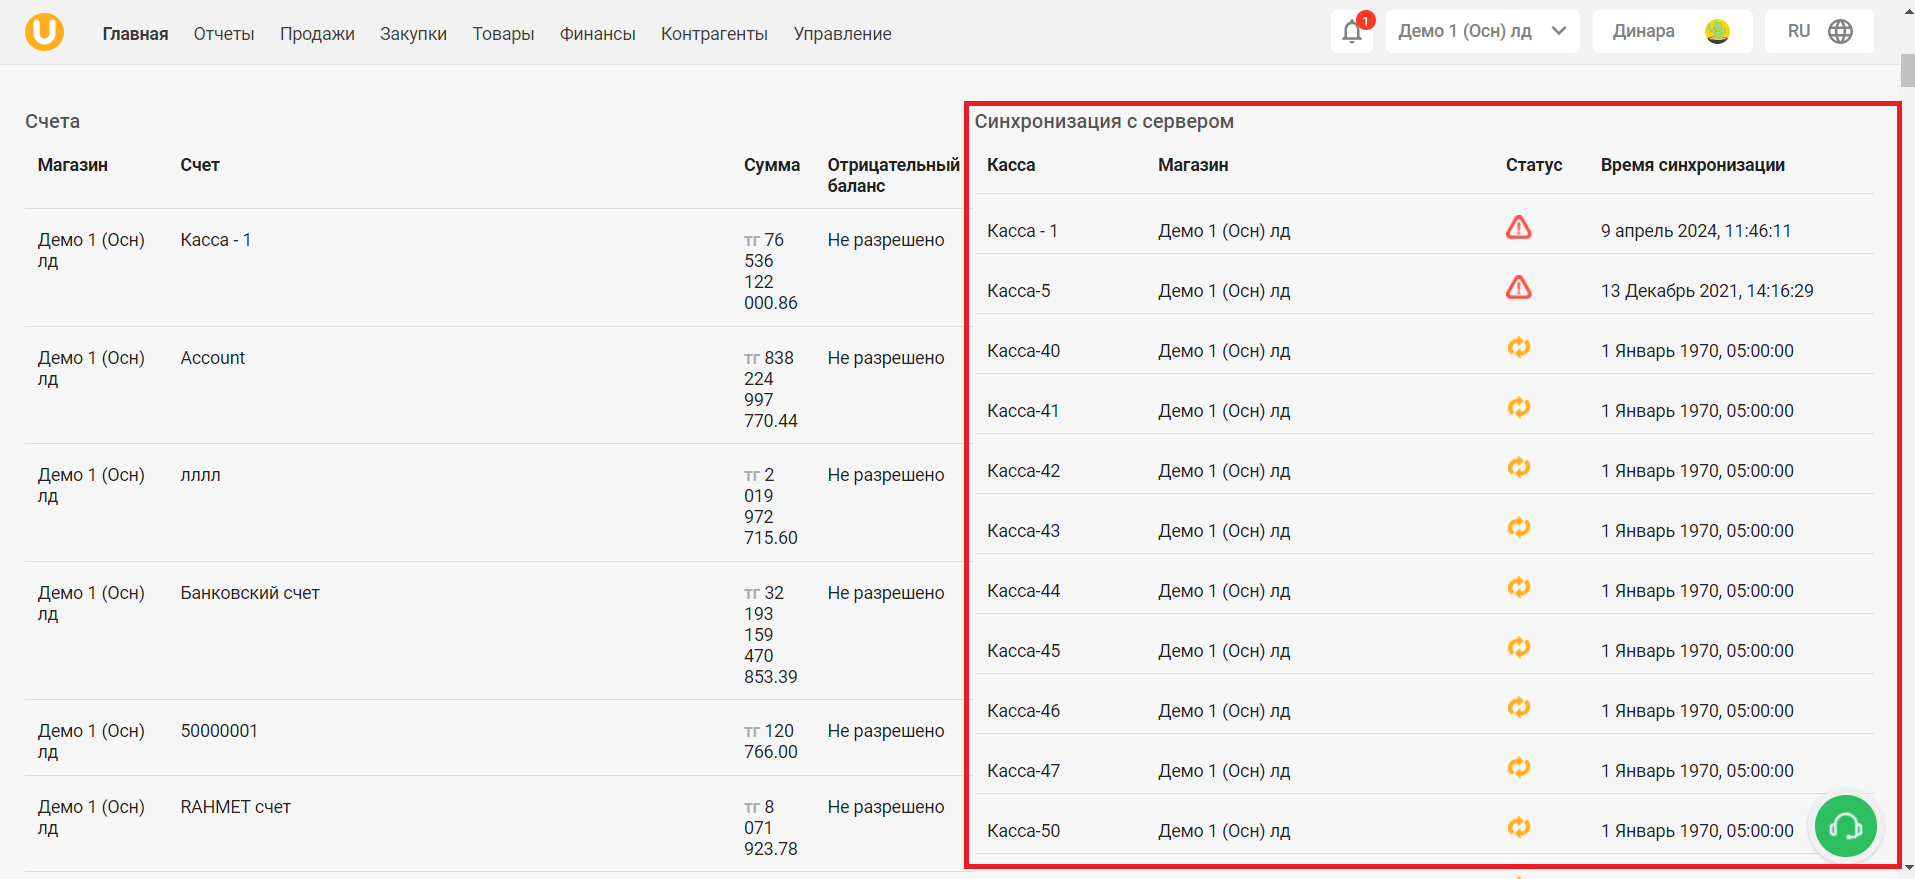 U Главная Отчеты Продажи Закупки Товары Финансы Контрагенты Управление 1 Демо 1 (Осн) лд Динара RU
Счета
Магазин Счет Сумма Отрицательный
баланс
Демо 1 (Осн) Касса - 1 тг 76 Не разрешено
лд 536
122
000.86
Демо 1 (Осн) Account тг 838 Не разрешено
лд 224
997
770.44
Демо 1 (Осн) лллл тг 2 Не разрешено
лд 019
972
715.60
Демо 1 (Осн) Банковский счет тг 32 Не разрешено
лд 193
159
470
853.39
Демо 1 (Осн) 50000001 тг 120 Не разрешено
лд 766.00
Демо 1 (Осн) RAHMET счет тг 8 Не разрешено
лд 071
923.78
Синхронизация с сервером
Касса Магазин Статус Время синхронизации
Касса - 1 Демо 1 (Осн) лд 9 апрель 2024, 11:46:11
Касса-5 Демо 1 (Осн) лд 13 Декабрь 2021, 14:16:29
Касса-40 Демо 1 (Осн) лд 1 Январь 1970, 05:00:00
Касса-41 Демо 1 (Осн) лд 1 Январь 1970, 05:00:00
Касса-42 Демо 1 (Осн) лд 1 Январь 1970, 05:00:00
Касса-43 Демо 1 (Осн) лд 1 Январь 1970, 05:00:00
Касса-44 Демо 1 (Осн) лд 1 Январь 1970, 05:00:00
Касса-45 Демо 1 (Осн) лд 1 Январь 1970, 05:00:00
Касса-46 Демо 1 (Осн) лд 1 Январь 1970, 05:00:00
Касса-47 Демо 1 (Осн) лд 1 Январь 1970, 05:00:00
Касса-50 Демо 1 (Осн) лд 1 Январь 1970, 05:00:00